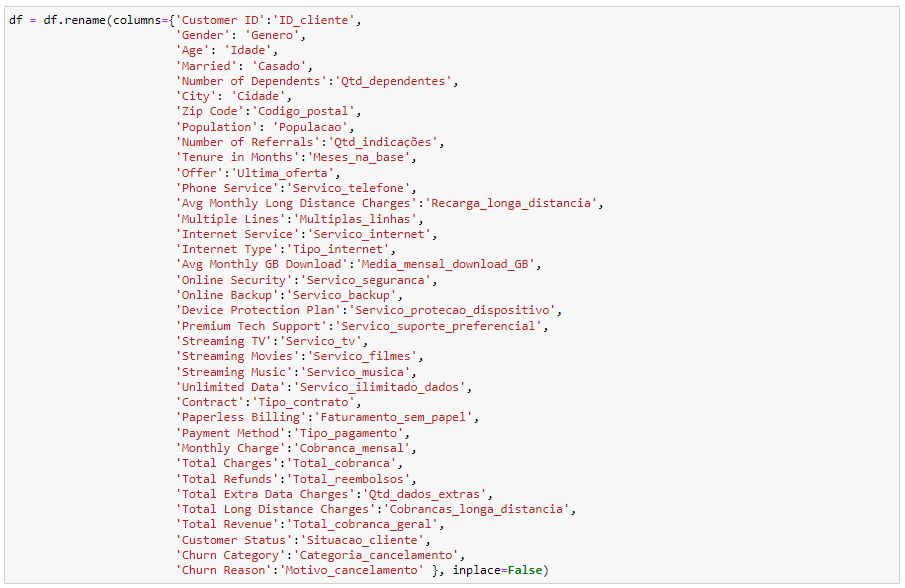 df = df.rename(columns={'Customer ID':'ID_cliente',
'Gender': 'Genero',
'Age': 'Idade',
'Married': 'Casado',
'Number of Dependents':'Qtd_dependentes',
'City': 'Cidade',
'Zip Code':'Codigo_postal',
'Population': 'Populacao',
'Number of Referrals':'Qtd_indicações',
'Tenure in Months':'Meses_na_base',
'Offer':'Ultima_oferta',
'Phone Service':'Servico_telefone',
'Avg Monthly Long Distance Charges':'Recarga_longa_distancia',
'Multiple Lines':'Multiplas_linhas',
'Internet Service':'Servico_internet',
'Internet Type':'Tipo_internet',
'Avg Monthly GB Download':'Media_mensal_download_GB',
'Online Security':'Servico_seguranca',
'Online Backup':'Servico_backup',
'Device Protection Plan':'Servico_protecao_dispositivo',
'Premium Tech Support':'Servico_suporte_preferencial',
'Streaming TV':'Servico_tv',
'Streaming Movies':'Servico_filmes',
'Streaming Music':'Servico_musica',
'Unlimited Data':'Servico_ilimitado_dados',
'Contract':'Tipo_contrato',
'Paperless Billing':'Faturamento_sem_papel',
'Payment Method':'Tipo_pagamento',
'Monthly Charge':'Cobranca_mensal',
'Total Charges':'Total_cobranca',
'Total Refunds':'Total_reembolsos',
'Total Extra Data Charges':'Qtd_dados_extras',
'Total Long Distance Charges':'Cobrancas_longa_distancia',
'Total Revenue':'Total_cobranca_geral',
'Customer Status':'Situacao_cliente',
'Churn Category':'Categoria_cancelamento',
'Churn Reason':'Motivo_cancelamento' }, inplace=False)